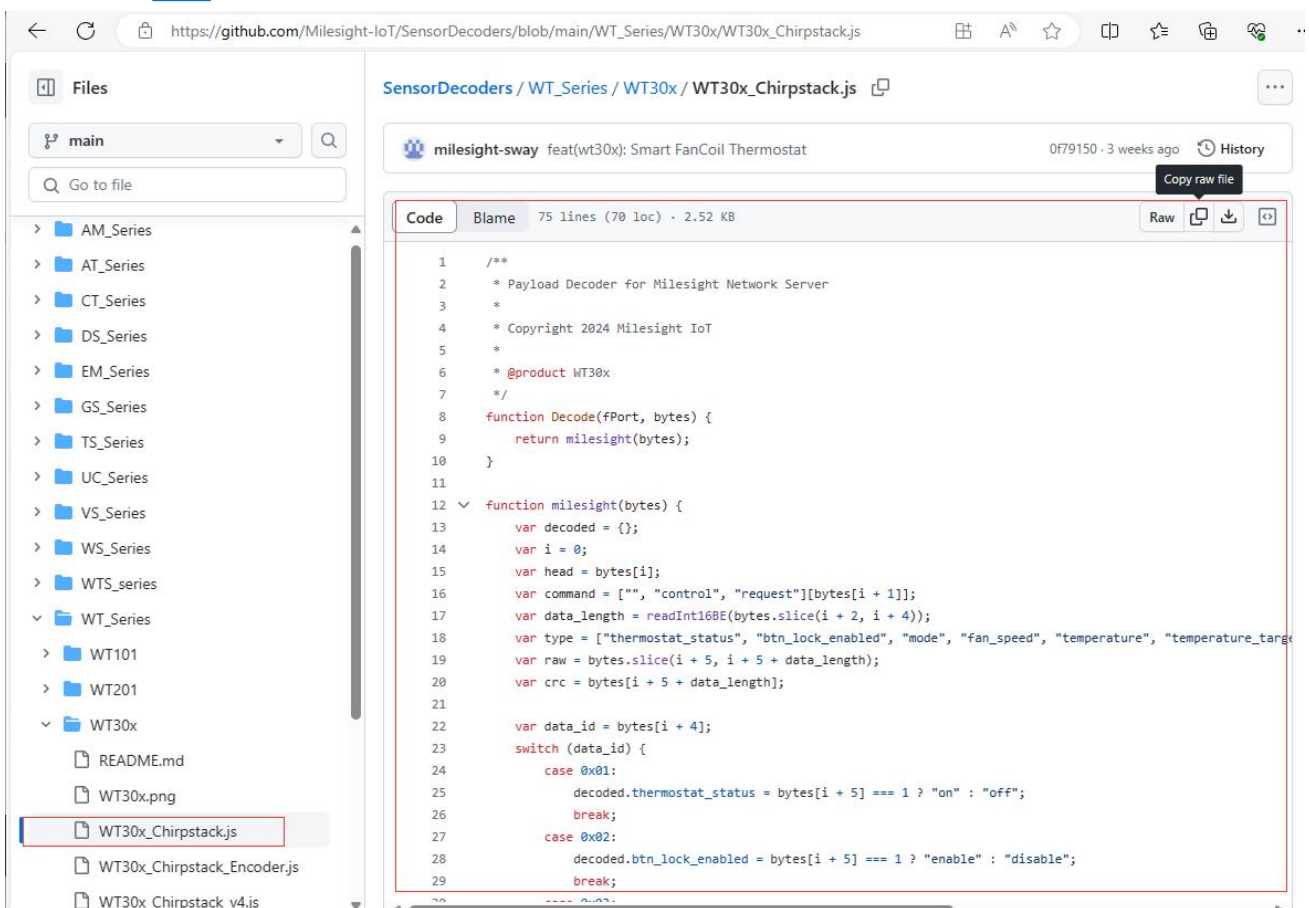 https://github.com/Milesight-IoT/SensorDecoders/blob/main/WT_Series/WT30x/WT30x_Chirpstack.js
Files
main
Go to file
AM_Series
AT_Series
CT_Series
DS_Series
EM_Series
GS_Series
TS_Series
UC_Series
VS_Series
WS_Series
WTS_series
WT_Series
WT101
WT201
WT30x
README.md
WT30x.png
WT30x_Chirpstack.js
WT30x_Chirpstack_Encoder.js
WT30x_Chirpstack_v4.js
SensorDecoders / WT_Series / WT30x / WT30x_Chirpstack.js
milesight-sway feat(wt30x): Smart FanCoil Thermostat 0f79150 · 3 weeks ago History
Copy raw file
Code Blame 75 lines (70 loc) · 2.52 KB Raw
1 /**
2 * Payload Decoder for Milesight Network Server
3 *
4 * Copyright 2024 Milesight IoT
5 *
6 * @product WT30x
7 */
8 function Decode(fPort, bytes) {
9 return milesight(bytes);
10 }
11
12 function milesight(bytes) {
13 var decoded = {};
14 var i = 0;
15 var head = bytes[i];
16 var command = ["", "control", "request"][bytes[i + 1]];
17 var data_length = readInt16BE(bytes.slice(i + 2, i + 4));
18 var type = ["thermostat_status", "btn_lock_enabled", "mode", "fan_speed", "temperature", "temperature_targe
19 var raw = bytes.slice(i + 5, i + 5 + data_length);
20 var crc = bytes[i + 5 + data_length];
21
22 var data_id = bytes[i + 4];
23 switch (data_id) {
24 case 0x01:
25 decoded.thermostat_status = bytes[i + 5] === 1 ? "on" : "off";
26 break;
27 case 0x02:
28 decoded.btn_lock_enabled = bytes[i + 5] === 1 ? "enable" : "disable";
29 break;